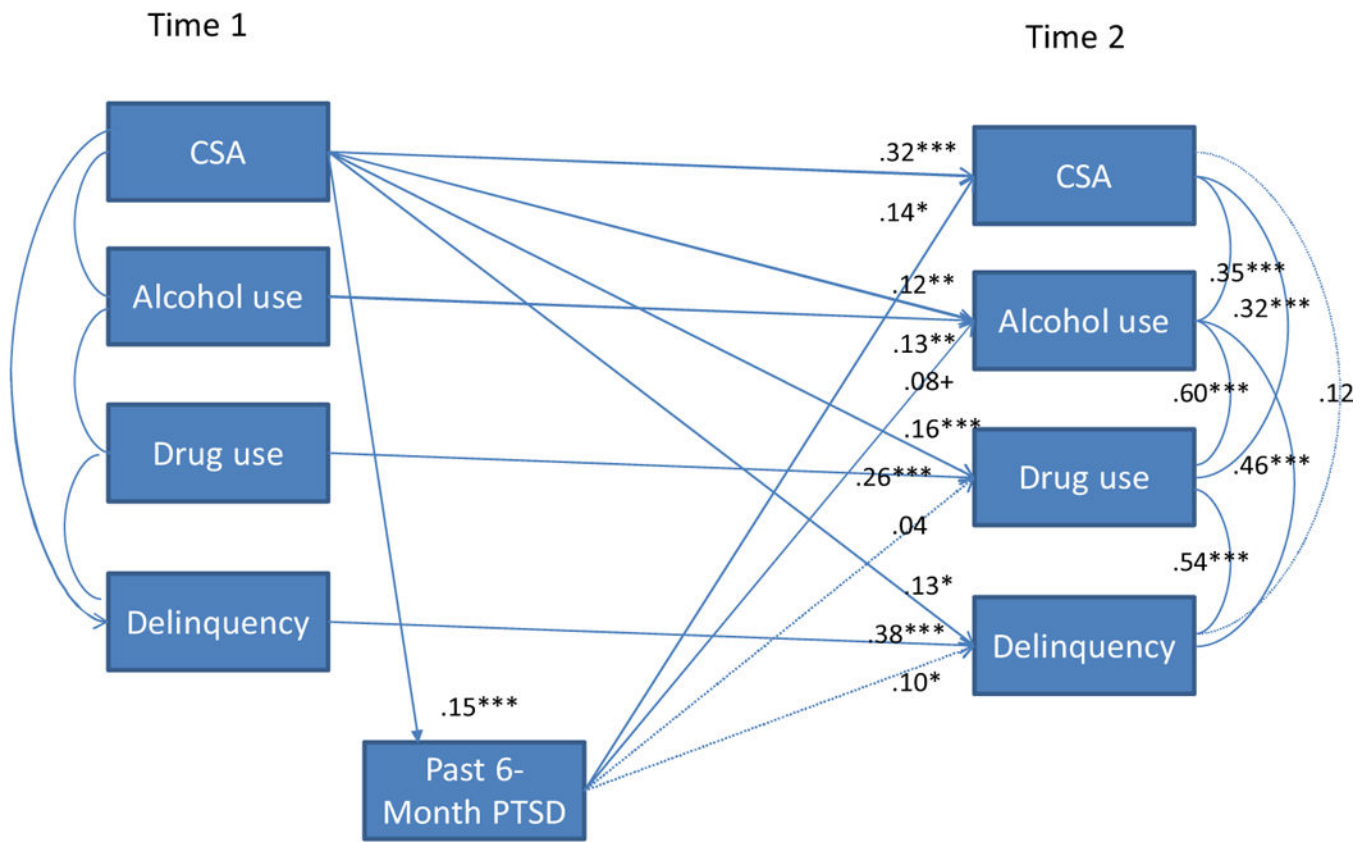 Time 1
Time 2
CSA
Alcohol use
Drug use
Delinquency
Past 6-
Month PTSD
.15***
.32***
.14*
.12**
.13**
.08+
.16***
.26***
.04
.13*
.38***
.10*
CSA
Alcohol use
Drug use
Delinquency
.35***
.32***
.60***
.12
.46***
.54***